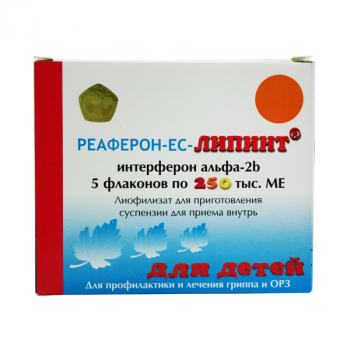 РЕАФЕРОН-ЕС-ЛИПИНТ®
интерферон альфа-2b
5 флаконов по 250 тыс. МЕ
Лиофилизат для приготовления
суспензии для приема внутрь
для детей
Для профилактики и лечения гриппа и ОРЗ